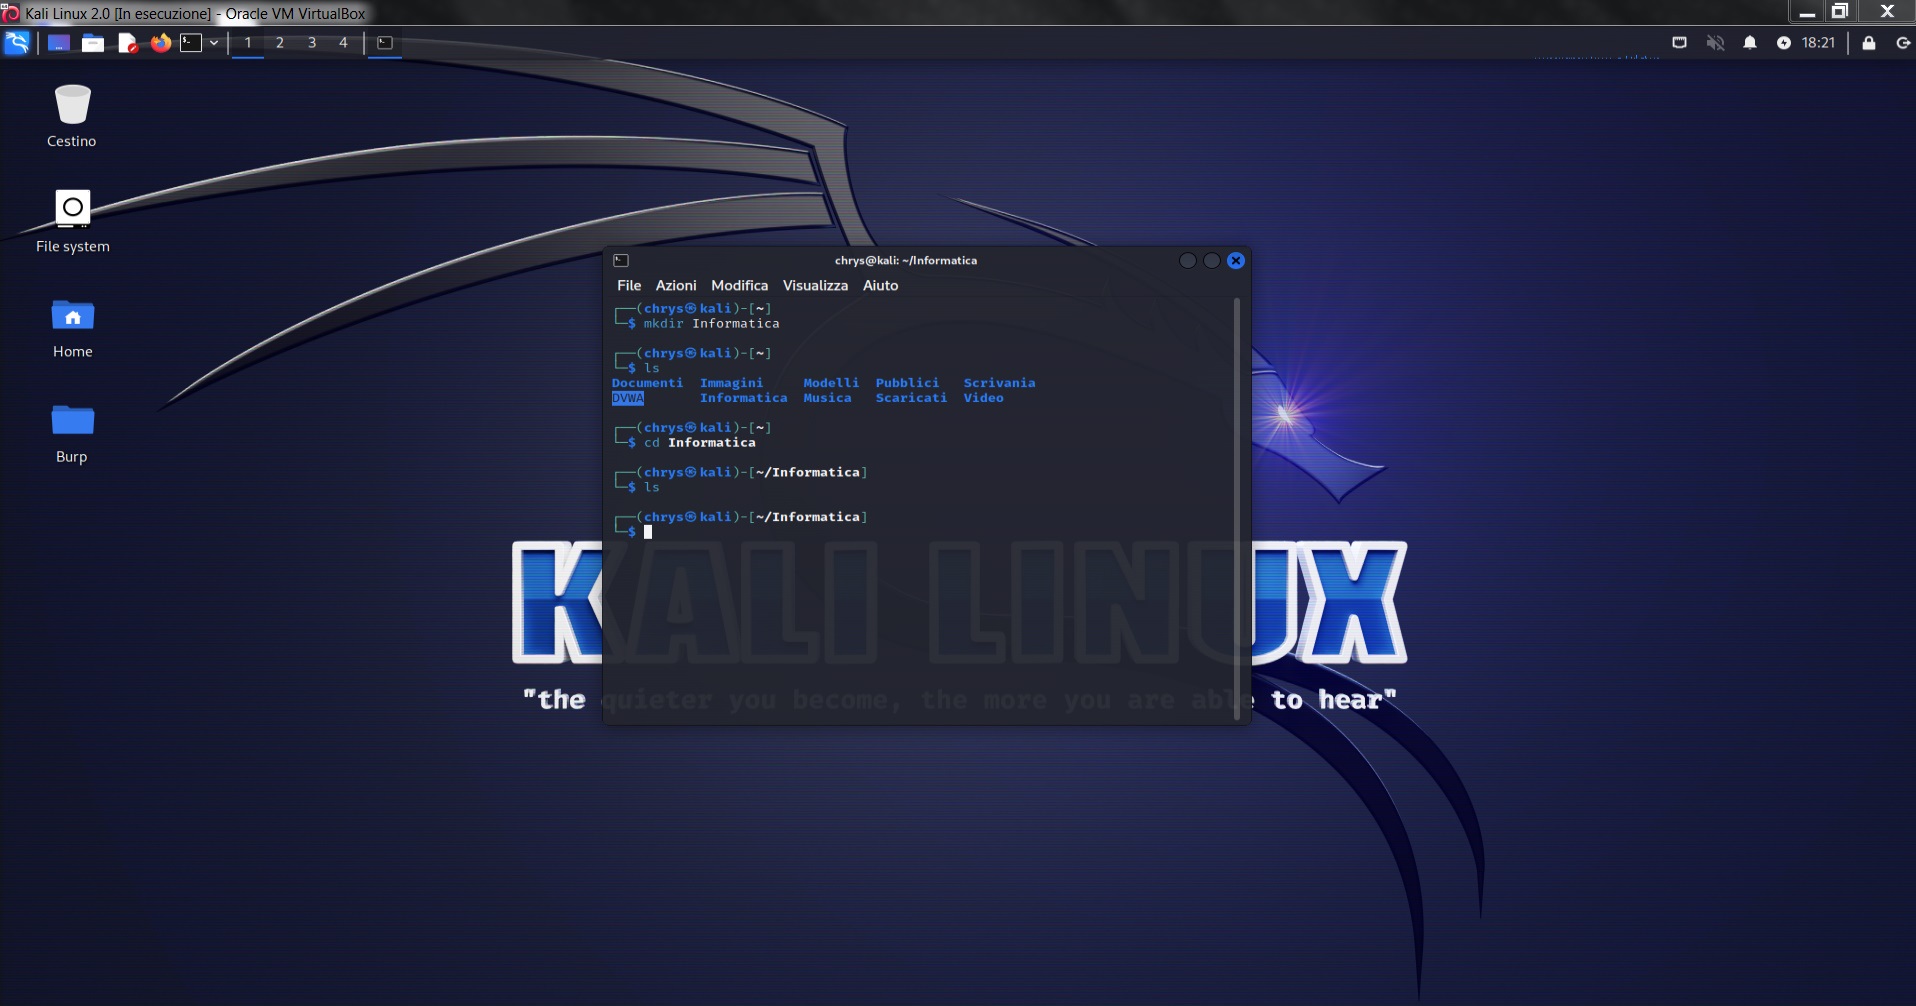 Kali Linux 2.0 [In esecuzione] - Oracle VM VirtualBox
1 2 3 4
18:21
Cestino
File system
Home
Burp
chrys@kali: ~/Informatica
File Azioni Modifica Visualizza Aiuto
┌──(chrys㉿kali)-[~]
└─$ mkdir Informatica
┌──(chrys㉿kali)-[~]
└─$ ls
Documenti Immagini Modelli Pubblici Scrivania
DVWA Informatica Musica Scaricati Video
┌──(chrys㉿kali)-[~]
└─$ cd Informatica
┌──(chrys㉿kali)-[~/Informatica]
└─$ ls
┌──(chrys㉿kali)-[~/Informatica]
└─$
KALI LINUX
"the quieter you become, the more you are able to hear"